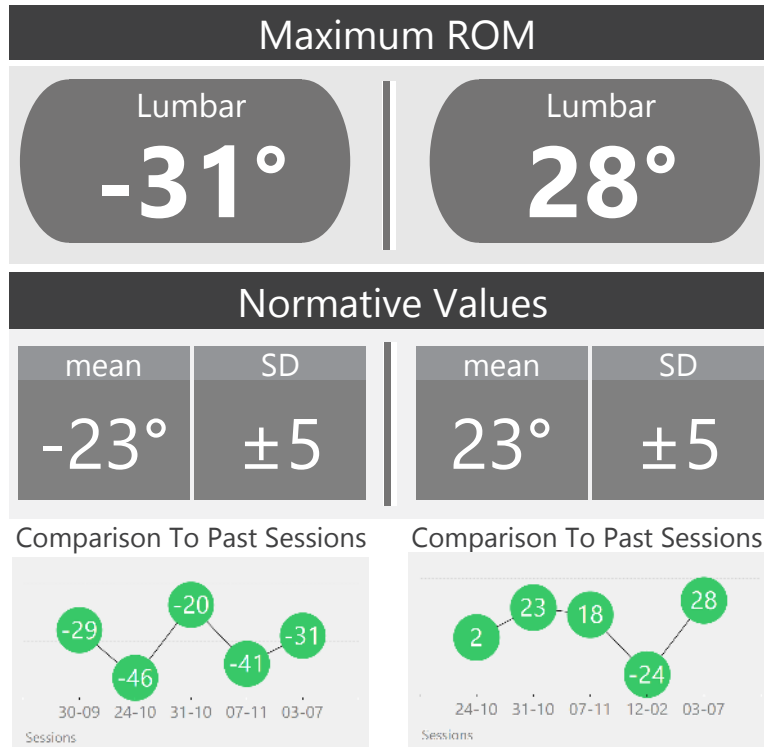 Maximum ROM
Lumbar Lumbar
-31° 28°
Normative Values
mean SD mean SD
-23° ±5 23° ±5
Comparison To Past Sessions Comparison To Past Sessions
-29 -46 -20 -41 -31
30-09 24-10 31-10 07-11 03-07
Sessions
2 23 18 -24 28
24-10 31-10 07-11 12-02 03-07
Sessions